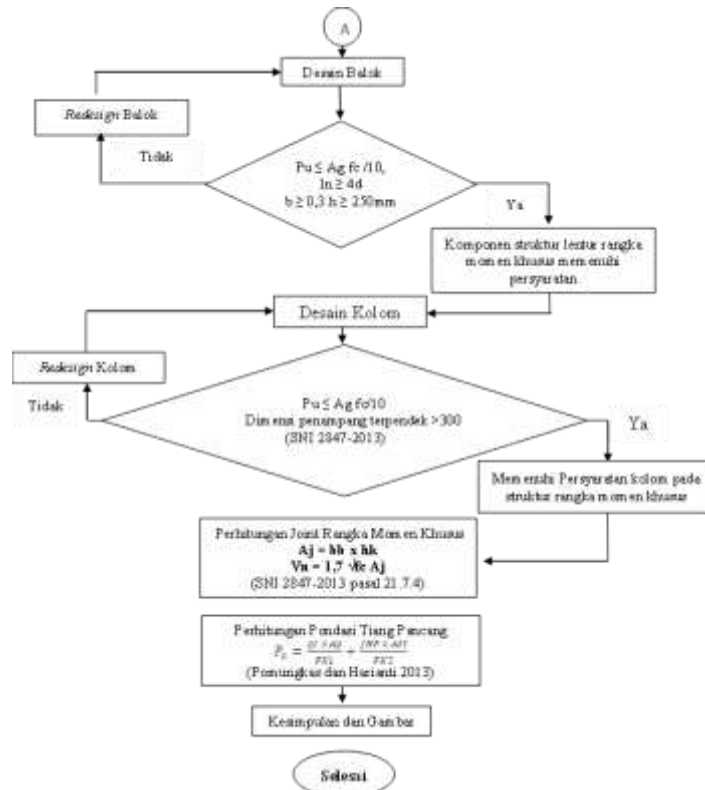 A
Desain Balok
Redesign Balok
Tidak
Pu ≤ Ag fc /10,
ln ≥ 4d
b ≥ 0,3 h ≥ 250mm
Ya
Komponen struktur lentur rangka
momen khusus memenuhi
persyaratan
Desain Kolom
Redesign Kolom
Tidak
Pu ≤ Ag fc/10
Dimensi penampang terpendek >300
(SNI 2847-2013)
Ya
Memenuhi Persyaratan kolom pada
struktur rangka momen khusus
Perhitungan Joint Rangka Momen Khusus
Aj = bh x hk
Vn = 1,7 √fc Aj
(SNI 2847-2013 pasal 21.7.4)
Perhitungan Pondasi Tiang Pancang
(Pomungkus dan Harianti 2013)
Kesimpulan dan Gambar
Selesai